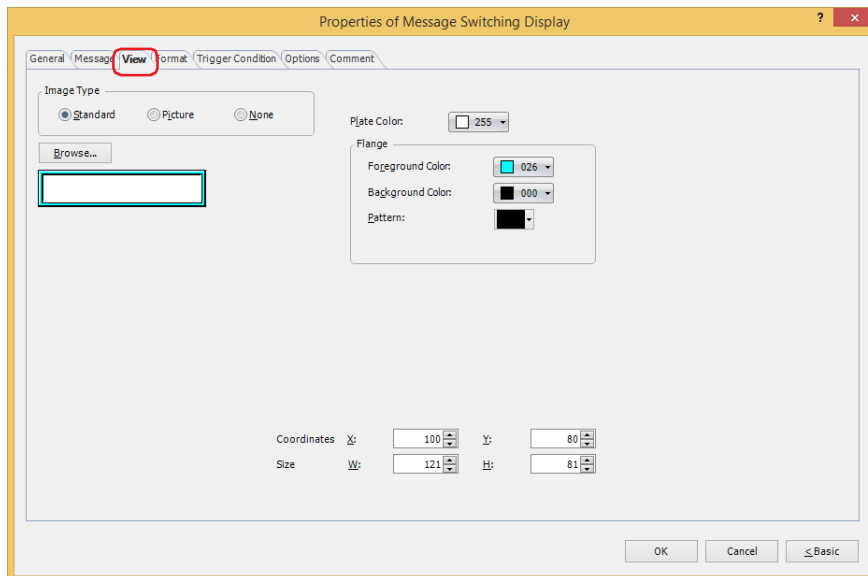 Properties of Message Switching Display
?
General Message View Format Trigger Condition Options Comment
Image Type
Standard Picture None
Browse...
Plate Color: 255
Flange
Foreground Color: 026
Background Color: 000
Pattern:
Coordinates X: 100 Y: 80
Size W: 121 H: 81
OK Cancel < Basic